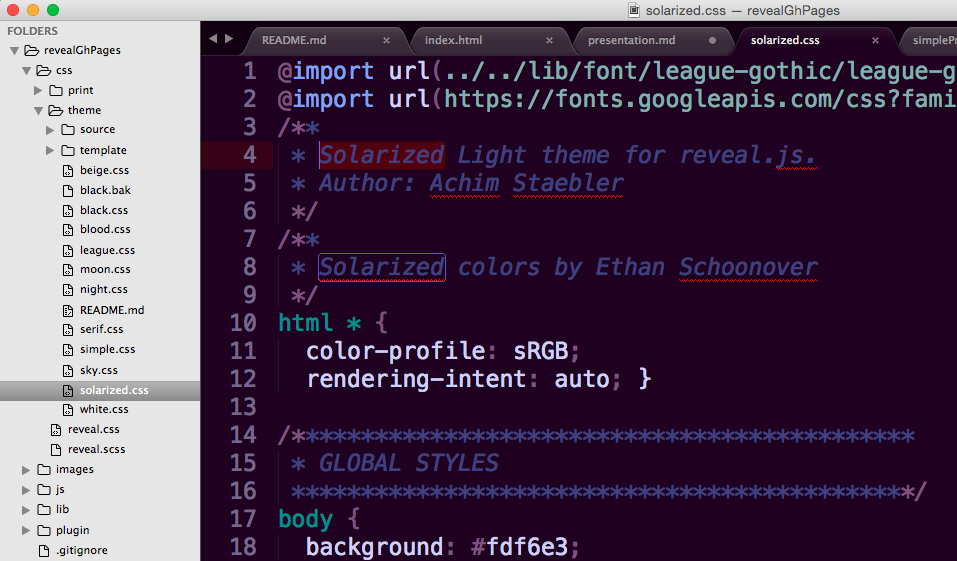 solarized.css — revealGhPages
FOLDERS
revealGhPages
css
print
theme
source
template
beige.css
black.bak
black.css
blood.css
league.css
moon.css
night.css
README.md
serif.css
simple.css
sky.css
solarized.css
white.css
reveal.css
reveal.scss
images
js
lib
plugin
.gitignore
README.md × index.html × presentation.md ● solarized.css × simplePr
1 @import url(../../lib/font/league-gothic/league-g
2 @import url(https://fonts.googleapis.com/css?fami
3 /**
4 * Solarized Light theme for reveal.js.
5 * Author: Achim Staebler
6 */
7 /**
8 * Solarized colors by Ethan Schoonover
9 */
10 html * {
11 color-profile: sRGB;
12 rendering-intent: auto; }
13
14 /*********************************************
15 * GLOBAL STYLES
16 *********************************************/
17 body {
18 background: #fdf6e3;